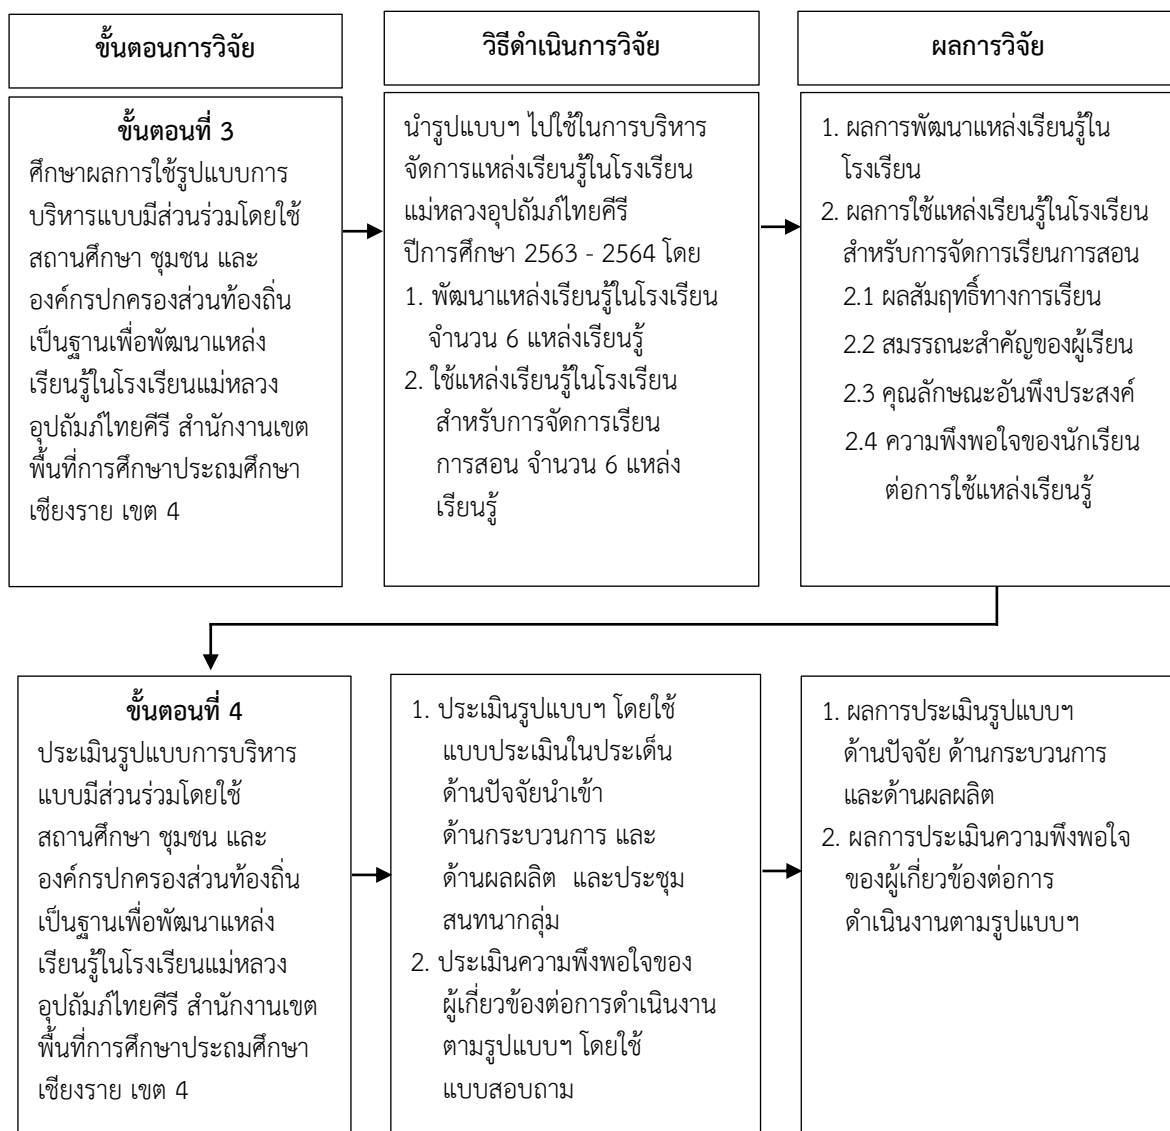 ขั้นตอนการวิจัย
วิธีดำเนินการวิจัย
ผลการวิจัย
ขั้นตอนที่ 3
ศึกษาผลการใช้รูปแบบการ
บริหารแบบมีส่วนร่วมโดยใช้
สถานศึกษา ชุมชน และ
องค์กรปกครองส่วนท้องถิ่น
เป็นฐานเพื่อพัฒนาแหล่ง
เรียนรู้ในโรงเรียนแม่หลวง
อุปถัมภ์ไทยคีรี สำนักงานเขต
พื้นที่การศึกษาประถมศึกษา
เชียงราย เขต 4
นำรูปแบบฯ ไปใช้ในการบริหาร
จัดการแหล่งเรียนรู้ในโรงเรียน
แม่หลวงอุปถัมภ์ไทยคีรี
ปีการศึกษา 2563 - 2564 โดย
1. พัฒนาแหล่งเรียนรู้ในโรงเรียน
จำนวน 6 แหล่งเรียนรู้
2. ใช้แหล่งเรียนรู้ในโรงเรียน
สำหรับการจัดการเรียน
การสอน จำนวน 6 แหล่ง
เรียนรู้
1. ผลการพัฒนาแหล่งเรียนรู้ใน
โรงเรียน
2. ผลการใช้แหล่งเรียนรู้ในโรงเรียน
สำหรับการจัดการเรียนการสอน
2.1 ผลสัมฤทธิ์ทางการเรียน
2.2 สมรรถนะสำคัญของผู้เรียน
2.3 คุณลักษณะอันพึงประสงค์
2.4 ความพึงพอใจของนักเรียน
ต่อการใช้แหล่งเรียนรู้
ขั้นตอนที่ 4
ประเมินรูปแบบการบริหาร
แบบมีส่วนร่วมโดยใช้
สถานศึกษา ชุมชน และ
องค์กรปกครองส่วนท้องถิ่น
เป็นฐานเพื่อพัฒนาแหล่ง
เรียนรู้ในโรงเรียนแม่หลวง
อุปถัมภ์ไทยคีรี สำนักงานเขต
พื้นที่การศึกษาประถมศึกษา
เชียงราย เขต 4
1. ประเมินรูปแบบฯ โดยใช้
แบบประเมินในประเด็น
ด้านปัจจัยนำเข้า
ด้านกระบวนการ และ
ด้านผลผลิต และประชุม
สนทนากลุ่ม
2. ประเมินความพึงพอใจของ
ผู้เกี่ยวข้องต่อการดำเนินงาน
ตามรูปแบบฯ โดยใช้
แบบสอบถาม
1. ผลการประเมินรูปแบบฯ
ด้านปัจจัย ด้านกระบวนการ
และด้านผลผลิต
2. ผลการประเมินความพึงพอใจ
ของผู้เกี่ยวข้องต่อการ
ดำเนินงานตามรูปแบบฯ